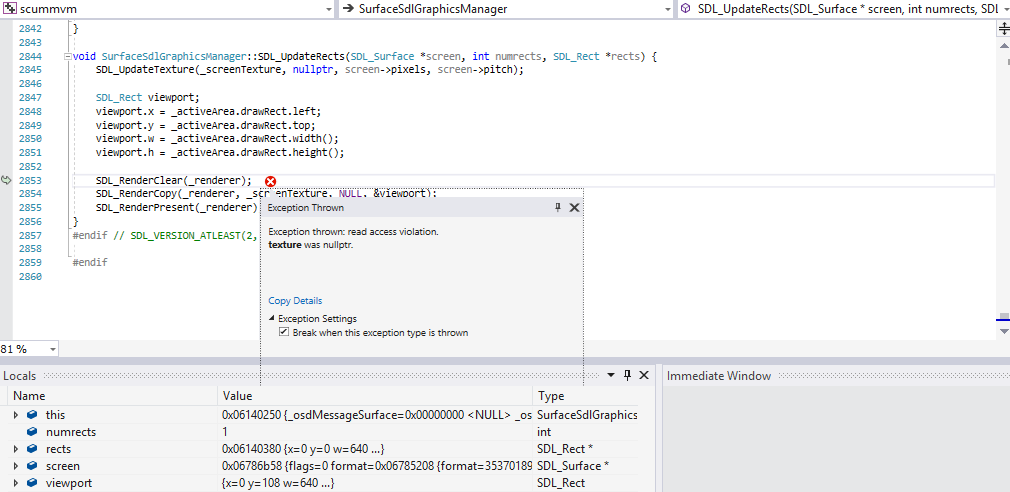 scummvm
SurfaceSdlGraphicsManager
SDL_UpdateRects(SDL_Surface * screen, int numrects, SDL_
2842 }
2843
2844 void SurfaceSdlGraphicsManager::SDL_UpdateRects(SDL_Surface *screen, int numrects, SDL_Rect *rects) {
2845 SDL_UpdateTexture(_screenTexture, nullptr, screen->pixels, screen->pitch);
2846
2847 SDL_Rect viewport;
2848 viewport.x = _activeArea.drawRect.left;
2849 viewport.y = _activeArea.drawRect.top;
2850 viewport.w = _activeArea.drawRect.width();
2851 viewport.h = _activeArea.drawRect.height();
2852
2853 SDL_RenderClear(_renderer);
2854 SDL_RenderCopy(_renderer, _screenTexture, NULL, &viewport);
2855 SDL_RenderPresent(_renderer)
2856 }
2857 #endif // SDL_VERSION_ATLEAST(2,
2858
2859 #endif
2860
Exception Thrown
Exception thrown: read access violation.
texture was nullptr.
Copy Details
Exception Settings
Break when this exception type is thrown
81 %
Locals
Name Value Type
this 0x06140250 {_osdMessageSurface=0x00000000 <NULL> _os SurfaceSdlGraphics
numrects 1 int
rects 0x06140380 {x=0 y=0 w=640 ...} SDL_Rect *
screen 0x06786b58 {flags=0 format=0x06785208 {format=35370189 SDL_Surface *
viewport {x=0 y=108 w=640 ...} SDL_Rect
Immediate Window